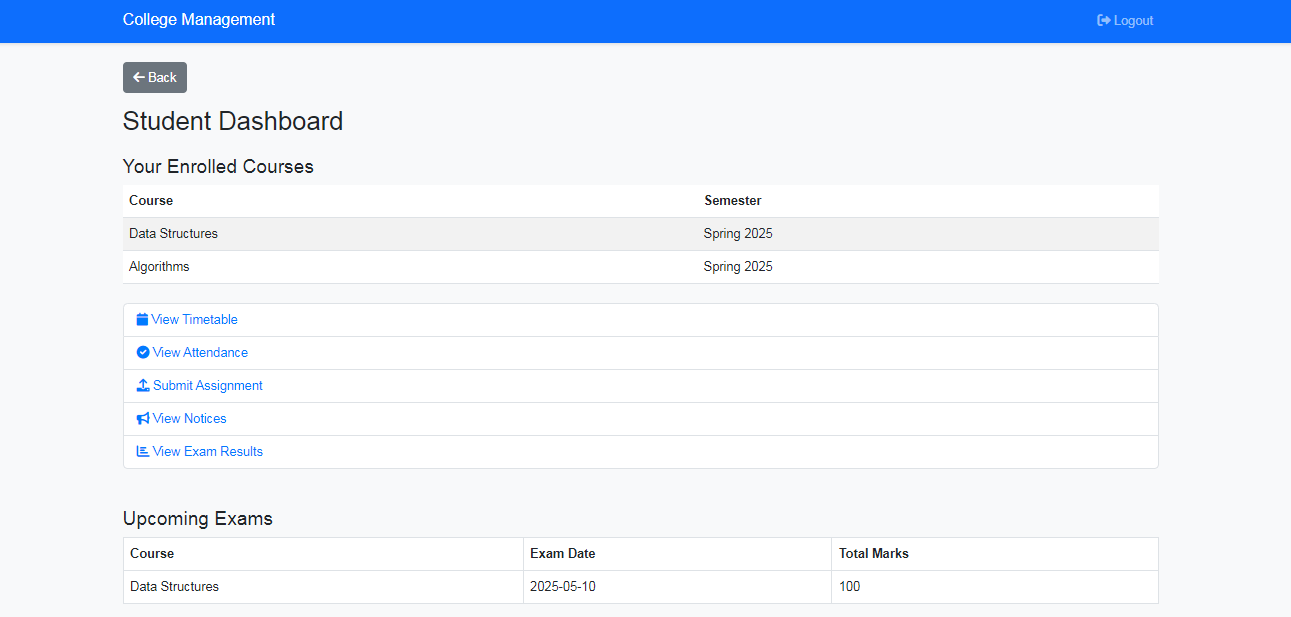 College Management Logout
Back
Student Dashboard
Your Enrolled Courses
Course Semester
Data Structures Spring 2025
Algorithms Spring 2025
View Timetable
View Attendance
Submit Assignment
View Notices
View Exam Results
Upcoming Exams
Course Exam Date Total Marks
Data Structures 2025-05-10 100